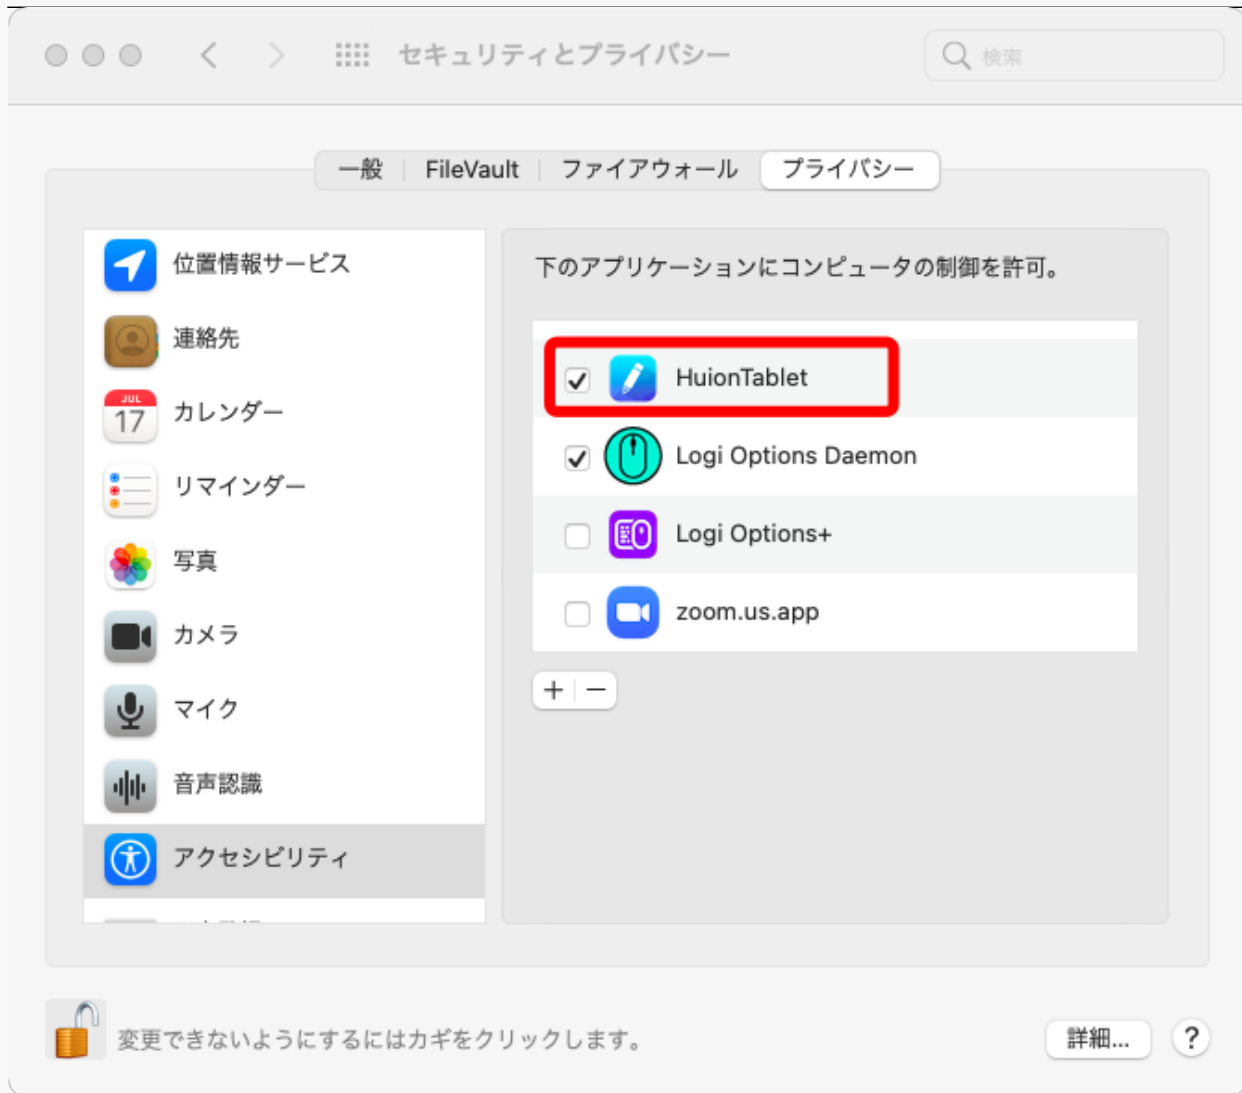 セキュリティとプライバシー
検索
一般
FileVault
ファイアウォール
プライバシー
位置情報サービス
連絡先
JUL
17
カレンダー
リマインダー
写真
カメラ
マイク
音声認識
アクセシビリティ
下のアプリケーションにコンピュータの制御を許可。
HuionTablet
Logi Options Daemon
Logi Options+
zoom.us.app
変更できないようにするにはカギをクリックします。
詳細...
?